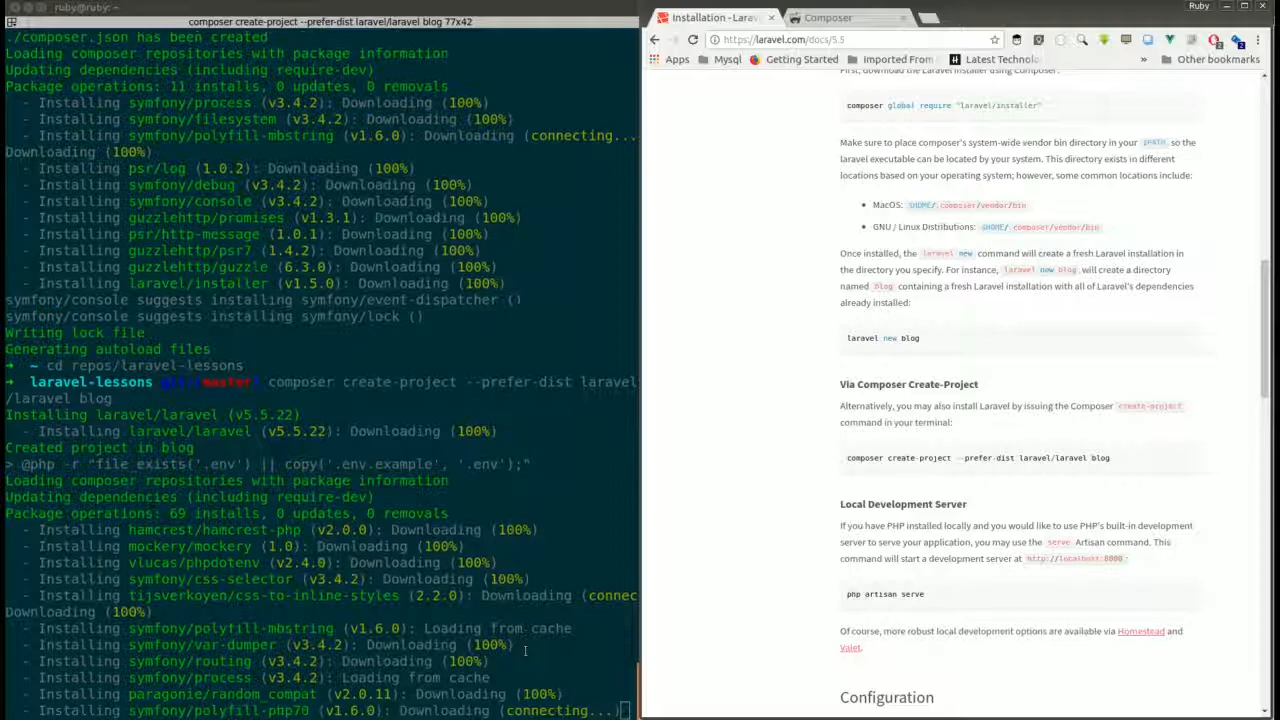 ruby@ruby: ~
composer create-project --prefer-dist laravel/laravel blog 77x42
./composer.json has been created
Loading composer repositories with package information
Updating dependencies (including require-dev)
Package operations: 11 installs, 0 updates, 0 removals
- Installing symfony/process (v3.4.2): Downloading (100%)
- Installing symfony/filesystem (v3.4.2): Downloading (100%)
- Installing symfony/polyfill-mbstring (v1.6.0): Downloading (connecting...
Downloading (100%)
- Installing psr/log (1.0.2): Downloading (100%)
- Installing symfony/debug (v3.4.2): Downloading (100%)
- Installing symfony/console (v3.4.2): Downloading (100%)
- Installing guzzlehttp/promises (v1.3.1): Downloading (100%)
- Installing psr/http-message (1.0.1): Downloading (100%)
- Installing guzzlehttp/psr7 (1.4.2): Downloading (100%)
- Installing guzzlehttp/guzzle (6.3.0): Downloading (100%)
- Installing laravel/installer (v1.5.0): Downloading (100%)
symfony/console suggests installing symfony/event-dispatcher ()
symfony/console suggests installing symfony/lock ()
Writing lock file
Generating autoload files
➜ ~ cd repos/laravel-lessons
➜ laravel-lessons git:(master) composer create-project --prefer-dist laravel
/laravel blog
Installing laravel/laravel (v5.5.22)
- Installing laravel/laravel (v5.5.22): Downloading (100%)
Created project in blog
> @php -r "file_exists('.env') || copy('.env.example', '.env');"
Loading composer repositories with package information
Updating dependencies (including require-dev)
Package operations: 69 installs, 0 updates, 0 removals
- Installing hamcrest/hamcrest-php (v2.0.0): Downloading (100%)
- Installing mockery/mockery (1.0): Downloading (100%)
- Installing vlucas/phpdotenv (v2.4.0): Downloading (100%)
- Installing symfony/css-selector (v3.4.2): Downloading (100%)
- Installing tijsverkoyen/css-to-inline-styles (2.2.0): Downloading (connec
Downloading (100%)
- Installing symfony/polyfill-mbstring (v1.6.0): Loading from cache
- Installing symfony/var-dumper (v3.4.2): Downloading (100%)
- Installing symfony/routing (v3.4.2): Downloading (100%)
- Installing symfony/process (v3.4.2): Loading from cache
- Installing paragonie/random_compat (v2.0.11): Downloading (100%)
- Installing symfony/polyfill-php70 (v1.6.0): Downloading (connecting...)
Ruby
Installation - Larav
Composer
https://laravel.com/docs/5.5
Apps Mysql Getting Started Imported From Latest Technolo » Other bookmarks
First, download the Laravel installer using Composer:
composer global require "laravel/installer"
Make sure to place composer's system-wide vendor bin directory in your $PATH so the
laravel executable can be located by your system. This directory exists in different
locations based on your operating system; however, some common locations include:
• MacOS: $HOME/.composer/vendor/bin
• GNU / Linux Distributions: $HOME/.composer/vendor/bin
Once installed, the laravel new command will create a fresh Laravel installation in
the directory you specify. For instance, laravel new blog will create a directory
named blog containing a fresh Laravel installation with all of Laravel's dependencies
already installed:
laravel new blog
Via Composer Create-Project
Alternatively, you may also install Laravel by issuing the Composer create-project
command in your terminal:
composer create-project --prefer-dist laravel/laravel blog
Local Development Server
If you have PHP installed locally and you would like to use PHP's built-in development
server to serve your application, you may use the serve Artisan command. This
command will start a development server at http://localhost:8000:
php artisan serve
Of course, more robust local development options are available via Homestead and
Valet.
Configuration